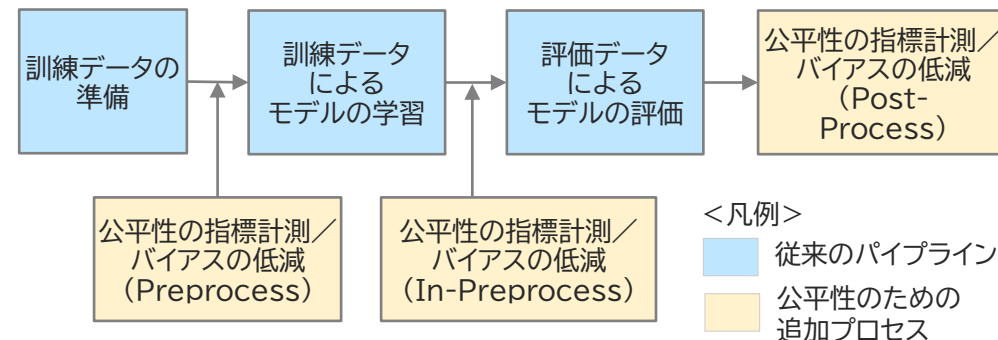 訓練データの
準備
訓練データ
による
モデルの学習
評価データ
による
モデルの評価
公平性の指標計測／
バイアスの低減
（Post-
Process）
公平性の指標計測／
バイアスの低減
（Preprocess）
公平性の指標計測／
バイアスの低減
（In-Preprocess）
＜凡例＞
従来のパイプライン
公平性のための
追加プロセス